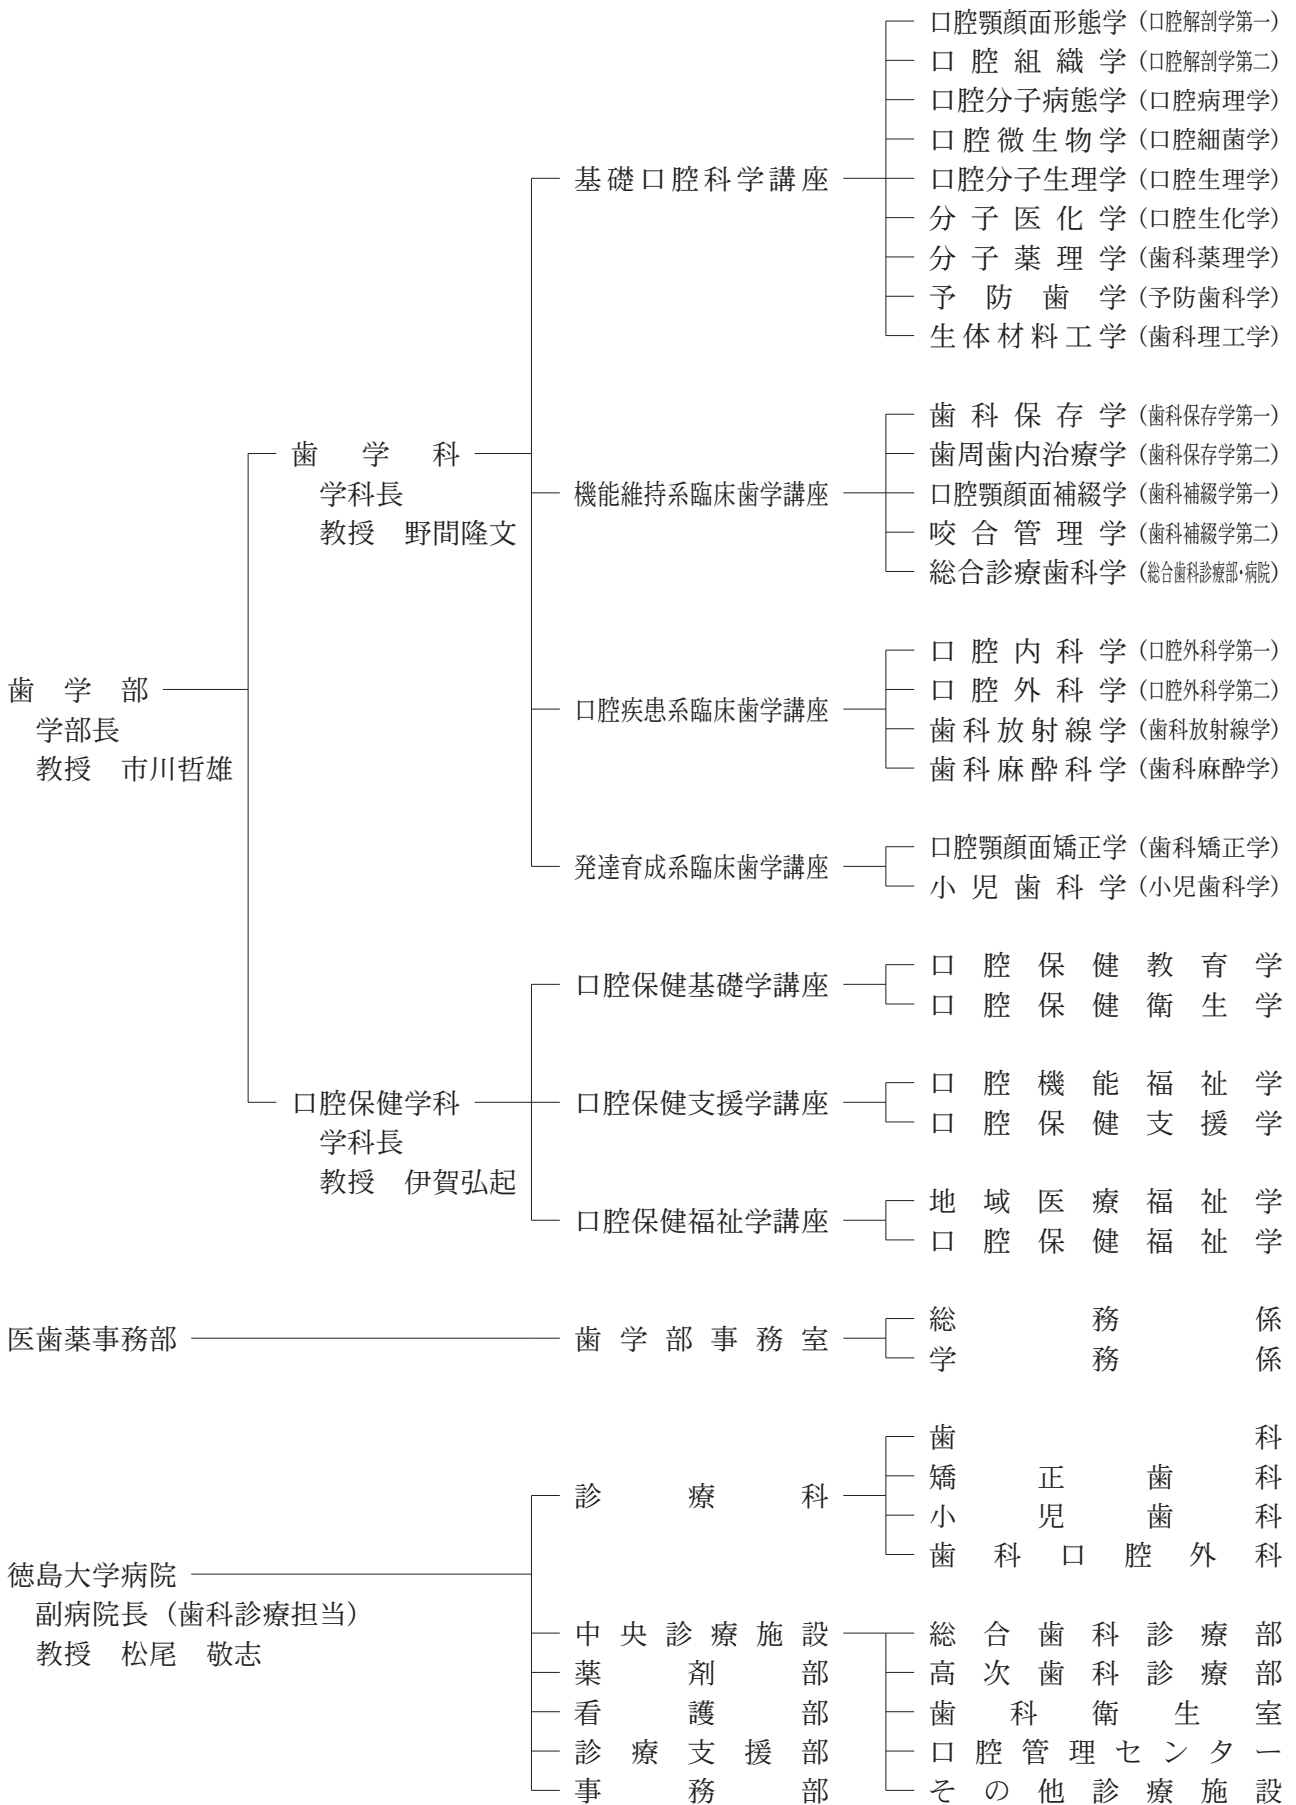 口腔顎顔面形態学（口腔解剖学第一）
口腔組織学（口腔解剖学第二）
口腔分子病態学（口腔病理学）
口腔微生物学（口腔細菌学）
基礎口腔科学講座
口腔分子生理学（口腔生理学）
分子医化学（口腔生化学）
分子薬理学（歯科薬理学）
予防歯学（予防歯科学）
生体材料工学（歯科理工学）
歯科保存学（歯科保存学第一）
歯学科
学科長
教授　野間隆文
歯周歯内治療学（歯科保存学第二）
機能維持系臨床歯学講座
口腔顎顔面補綴学（歯科補綴学第一）
咬合管理学（歯科補綴学第二）
総合診療歯科学（総合歯科診療部・病院）
歯学部
学部長
教授　市川哲雄
口腔疾患系臨床歯学講座
口腔内科学（口腔外科学第一）
口腔外科学（口腔外科学第二）
歯科放射線学（歯科放射線学）
歯科麻酔科学（歯科麻酔学）
発達育成系臨床歯学講座
口腔顎顔面矯正学（歯科矯正学）
小児歯科学（小児歯科学）
口腔保健基礎学講座
口腔保健教育学
口腔保健衛生学
口腔保健学科
学科長
教授　伊賀弘起
口腔保健支援学講座
口腔機能福祉学
口腔保健支援学
口腔保健福祉学講座
地域医療福祉学
口腔保健福祉学
医歯薬事務部
歯学部事務室
総務係
学務係
徳島大学病院
副病院長（歯科診療担当）
教授　松尾　敬志
診療科
歯科
矯正歯科
小児歯科
歯科口腔外科
中央診療施設
総合歯科診療部
高次歯科診療部
歯科衛生室
口腔管理センター
その他診療施設
薬剤部
看護部
診療支援部
事務部